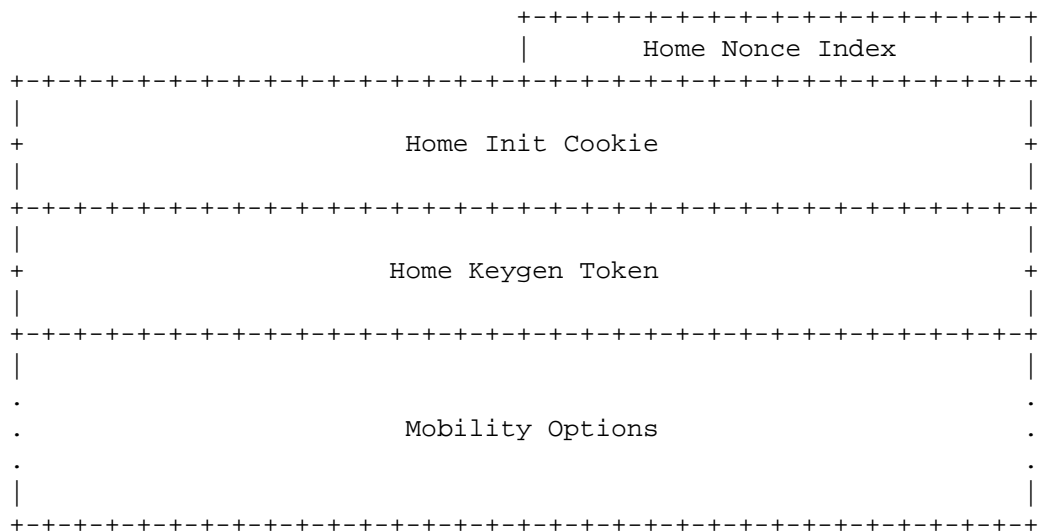 Home Nonce Index
Home Init Cookie
Home Keygen Token
Mobility Options